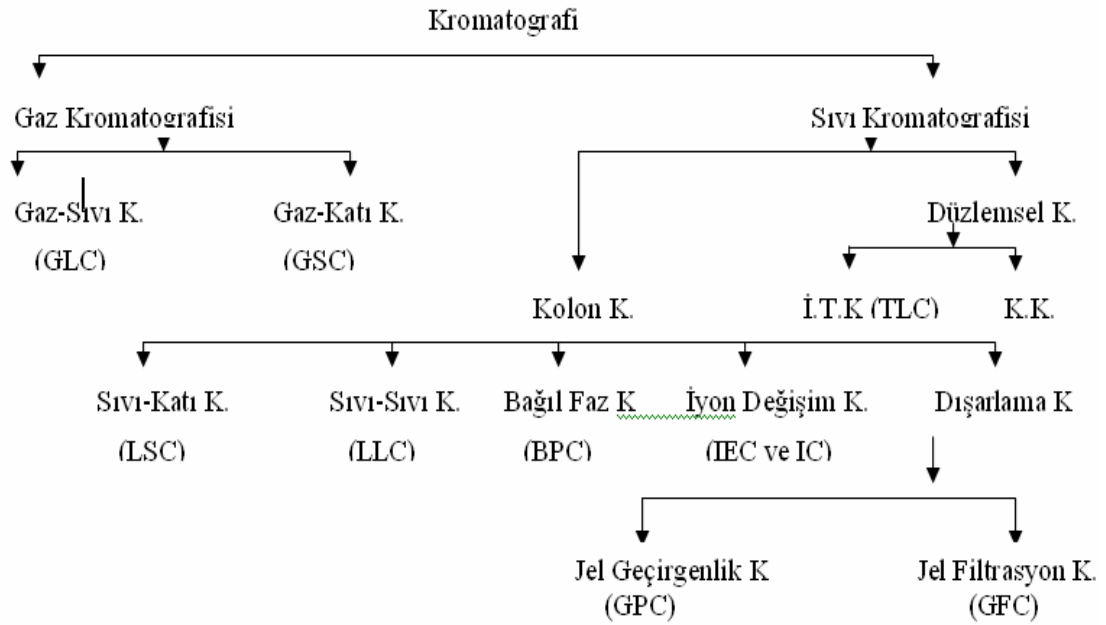 Kromatografi
Gaz Kromatografisi Sıvı Kromatografisi
Gaz-Sıvı K. Gaz-Katı K. Düzlemsel K.
(GLC) (GSC)
Kolon K. İ.T.K (TLC) K.K.
Sıvı-Katı K. Sıvı-Sıvı K. Bağıl Faz K İyon Değişim K. Dışarlama K
(LSC) (LLC) (BPC) (IEC ve IC)
Jel Geçirgenlik K Jel Filtrasyon K.
(GPC) (GFC)